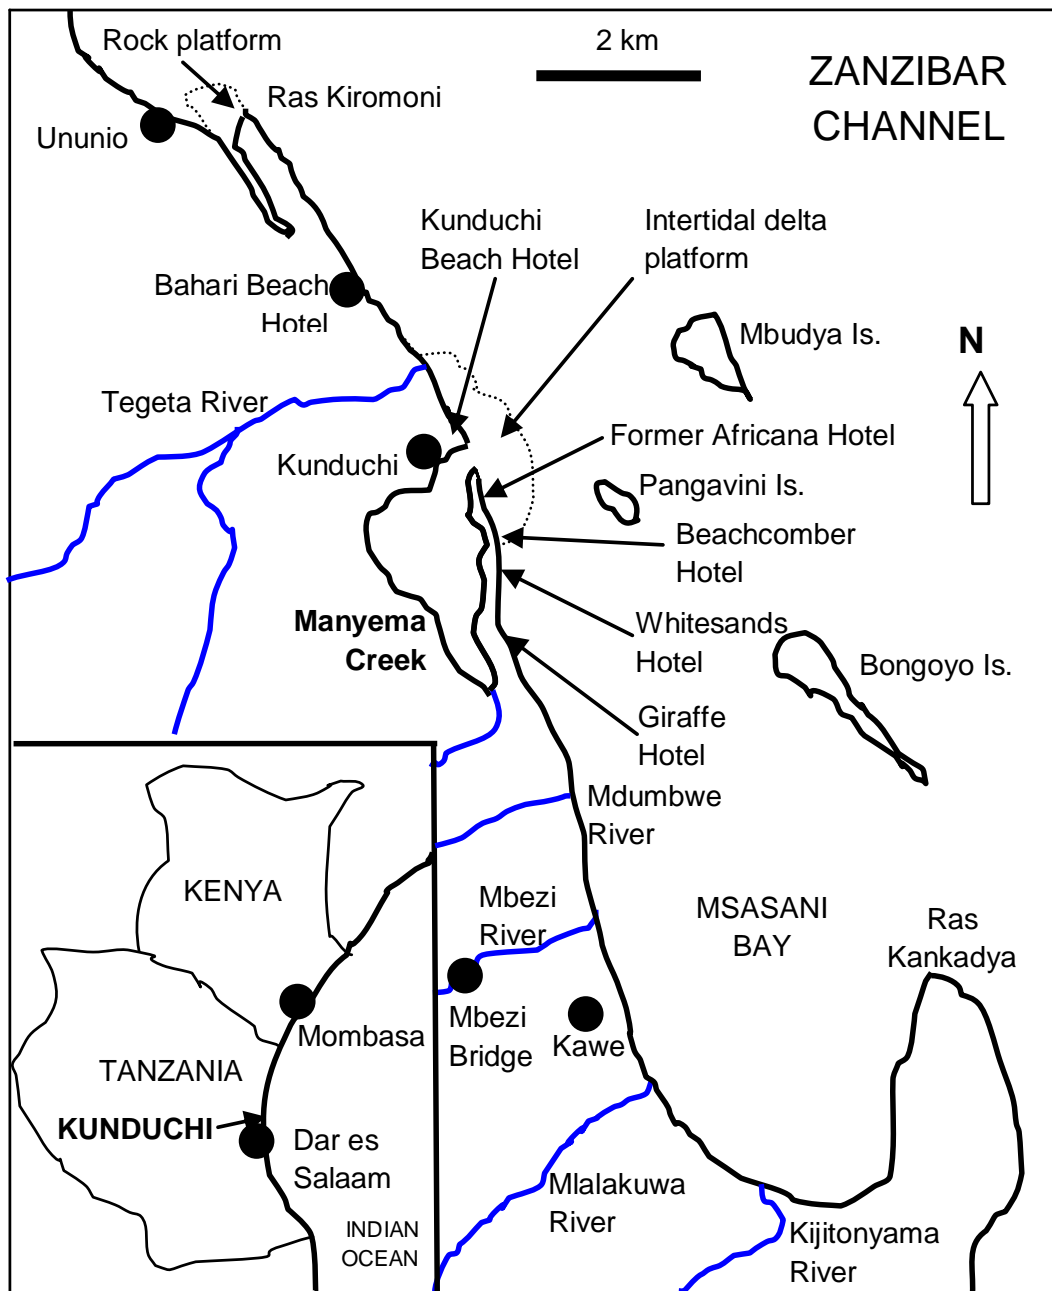 Rock platform
2 km
ZANZIBAR
CHANNEL
Ras Kiromoni
Ununio
Kunduchi
Beach Hotel
Intertidal delta
platform
Bahari Beach
Hotel
Mbudya Is.
N
Tegeta River
Former Africana Hotel
Kunduchi
Pangavini Is.
Beachcomber
Hotel
Manyema
Creek
Whitesands
Hotel
Bongoyo Is.
Giraffe
Hotel
Mdumbwe
River
KENYA
Mbezi
River
MSASANI
BAY
Ras
Kankadya
Mombasa
Mbezi
Bridge
Kawe
TANZANIA
KUNDUCHI
Dar es
Salaam
Mlalakuwa
River
INDIAN
OCEAN
Kijitonyama
River